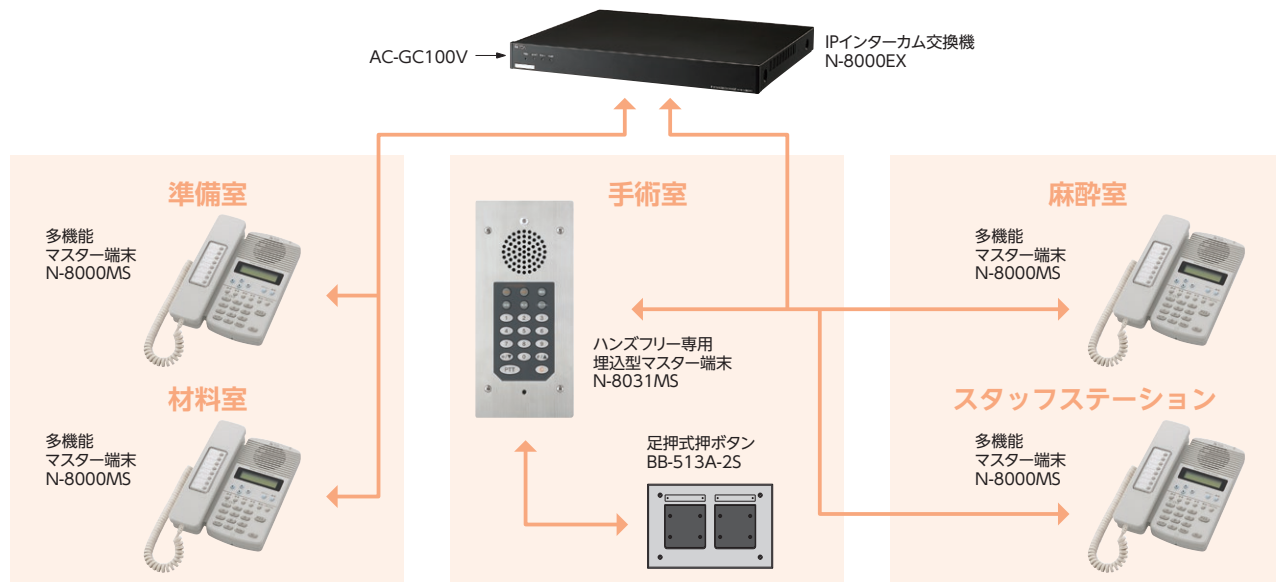 AC-GC100V
IPインターカム交換機
N-8000EX
準備室
多機能
マスター端末
N-8000MS
材料室
多機能
マスター端末
N-8000MS
手術室
ハンズフリー専用
埋込型マスター端末
N-8031MS
足押式押ボタン
BB-513A-2S
麻酔室
多機能
マスター端末
N-8000MS
スタッフステーション
多機能
マスター端末
N-8000MS
1 2 3
PTT